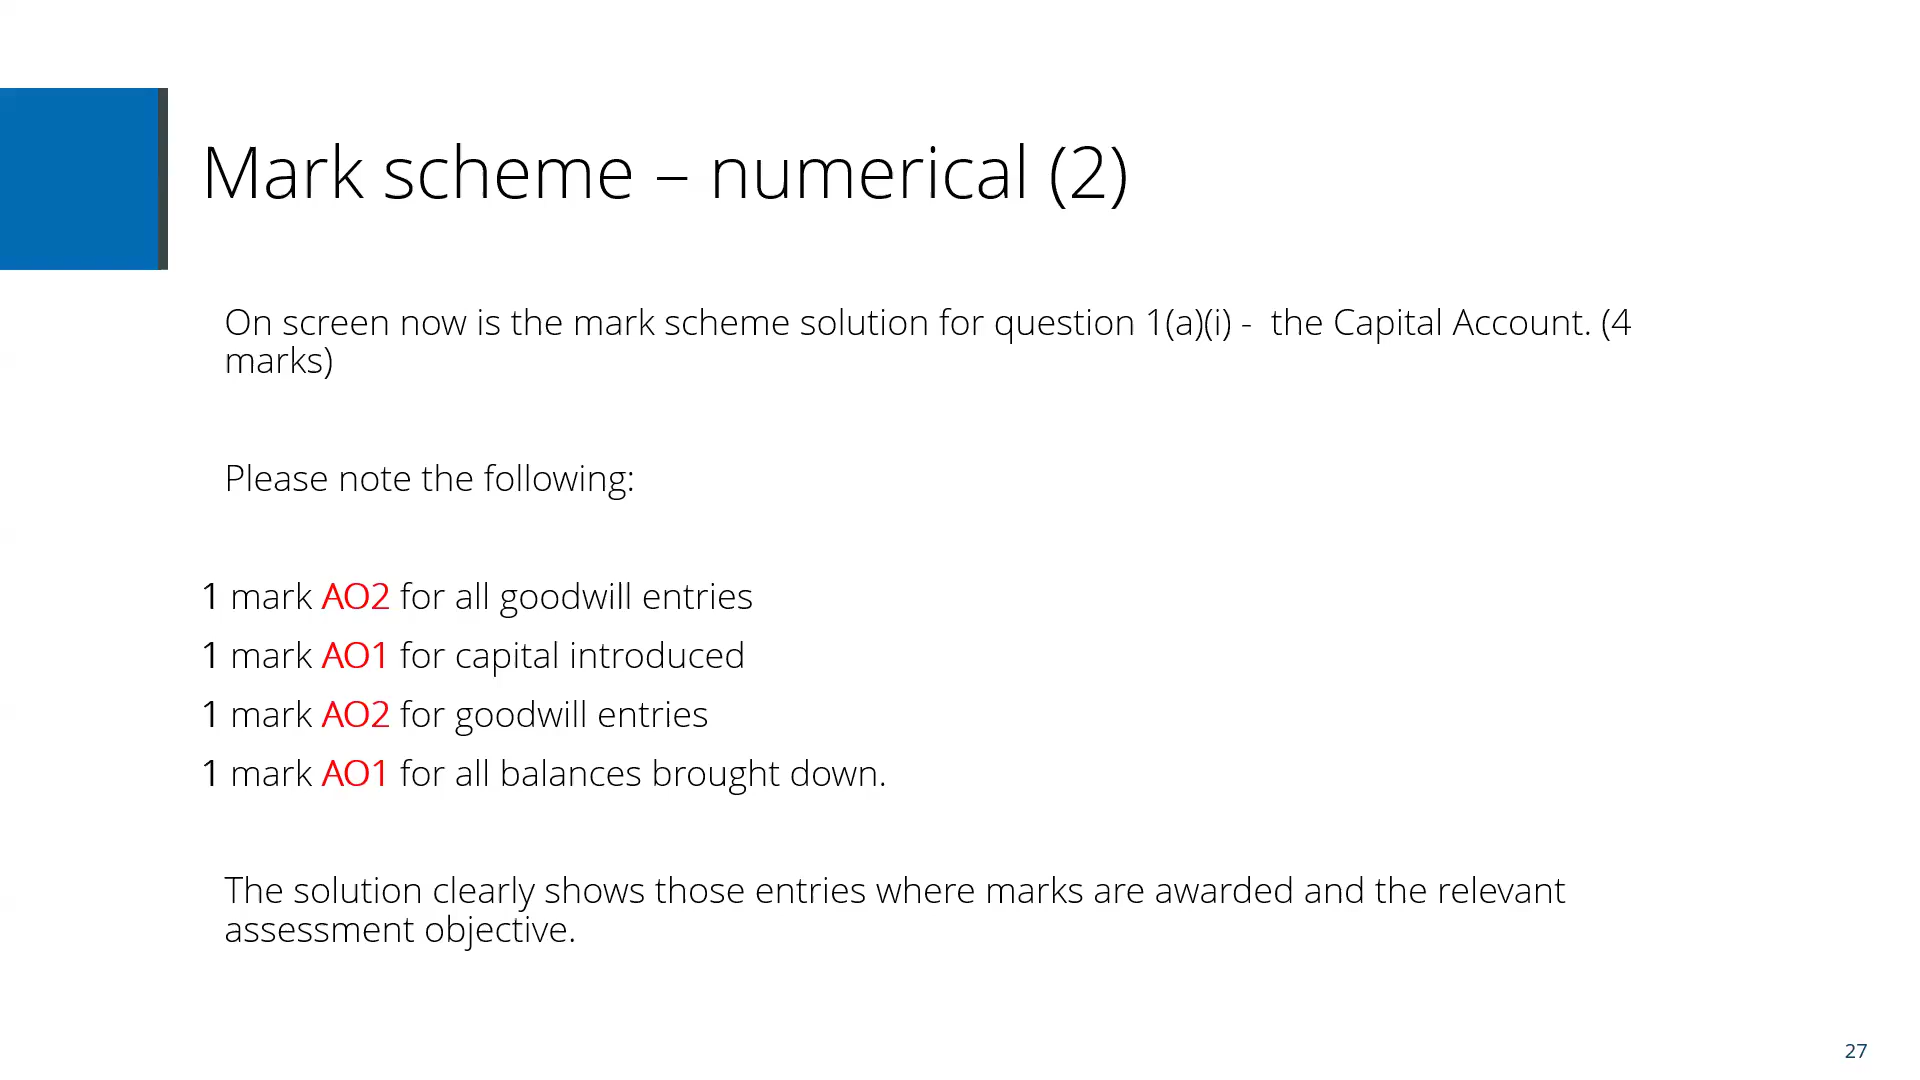 Mark scheme – numerical (2)
On screen now is the mark scheme solution for question 1(a)(i) -  the Capital Account. (4
marks)
Please note the following:
1 mark AO2 for all goodwill entries
1 mark AO1 for capital introduced
1 mark AO2 for goodwill entries
1 mark AO1 for all balances brought down.
The solution clearly shows those entries where marks are awarded and the relevant
assessment objective.
27